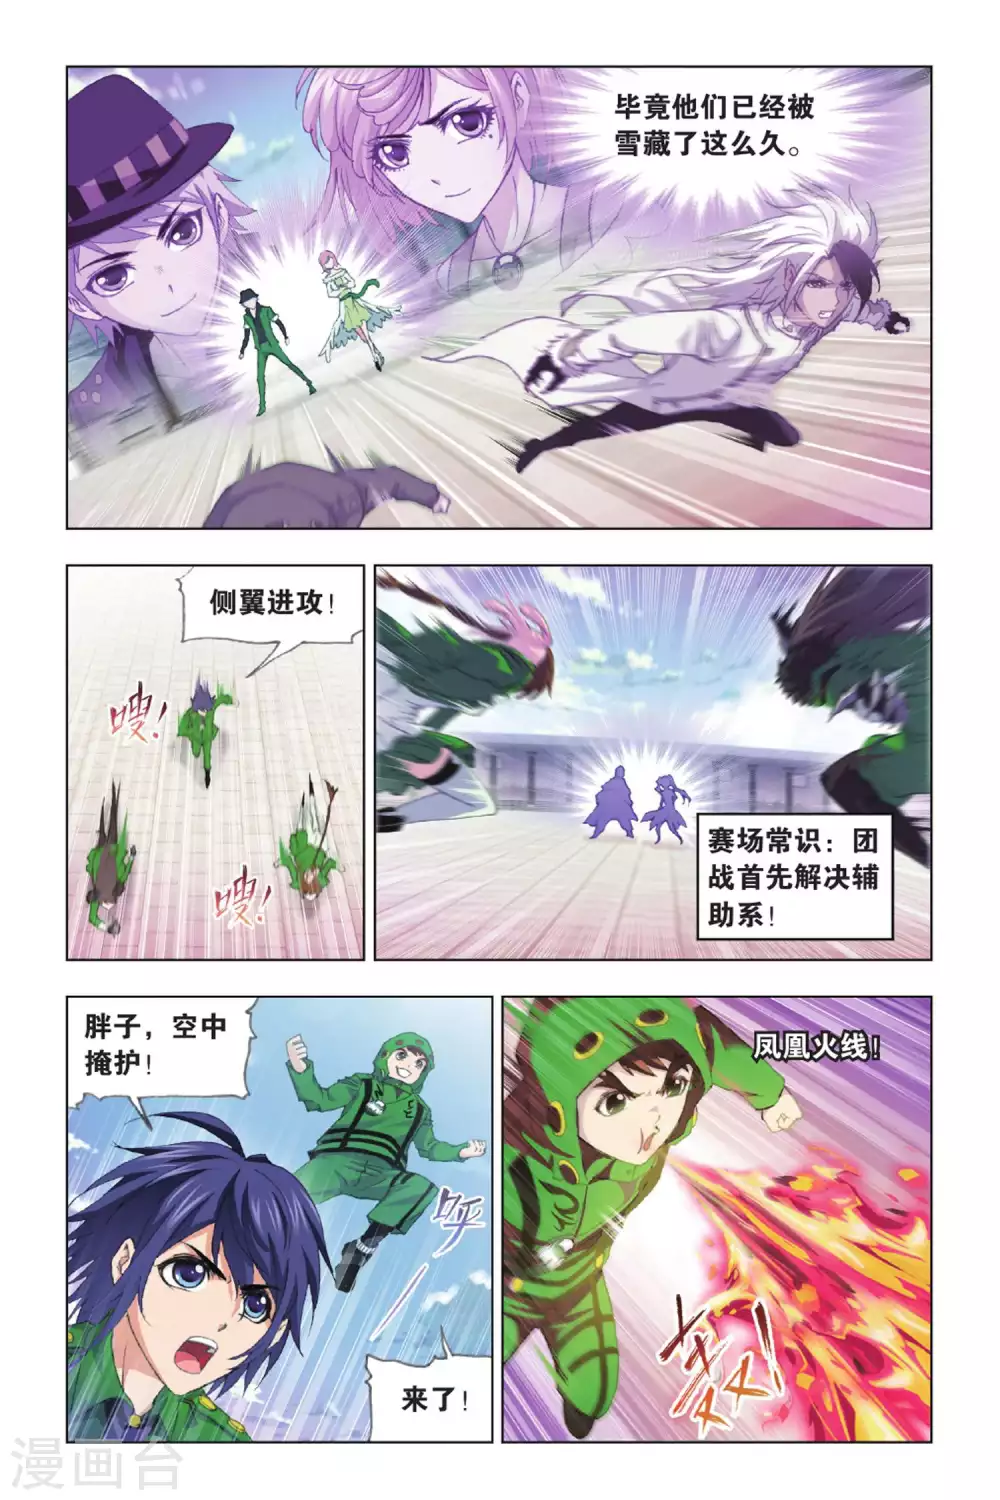 毕竟他们已经被
雪藏了这么久。
侧翼进攻！
嗖！
嗖！
赛场常识：团
战首先解决辅
助系！
胖子，空中
掩护！
呼
来了！
凤凰火线！
漫画台